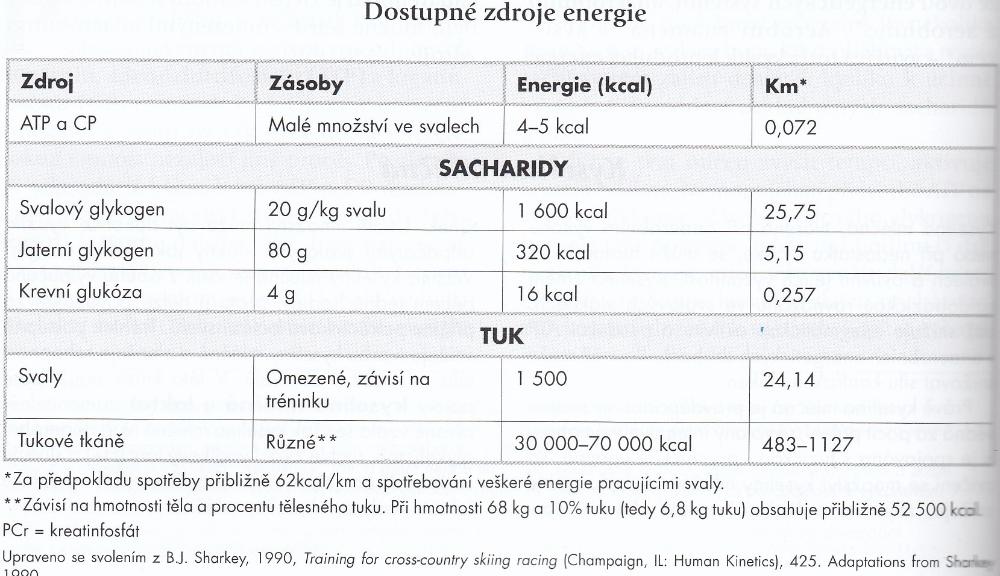 Dostupné zdroje energie
Zdroj Zásoby Energie (kcal) Km*
ATP a CP Malé množství ve svalech 4–5 kcal 0,072
SACHARIDY
Svalový glykogen 20 g/kg svalu 1 600 kcal 25,75
Jaterní glykogen 80 g 320 kcal 5,15
Krevní glukóza 4 g 16 kcal 0,257
TUK
Svaly Omezené, závisí na 1 500 24,14
tréninku
Tukové tkáně Různé** 30 000–70 000 kcal 483–1127
*Za předpokladu spotřeby přibližně 62kcal/km a spotřebování veškeré energie pracujícími svaly.
**Závisí na hmotnosti těla a procentu tělesného tuku. Při hmotnosti 68 kg a 10% tuku (tedy 6,8 kg tuku) obsahuje přibližně 52 500 kcal.
PCr = kreatinfosfát
Upraveno se svolením z B.J. Sharkey, 1990, Training for cross-country skiing racing (Champaign, IL: Human Kinetics), 425. Adaptations from Sharkey
1990